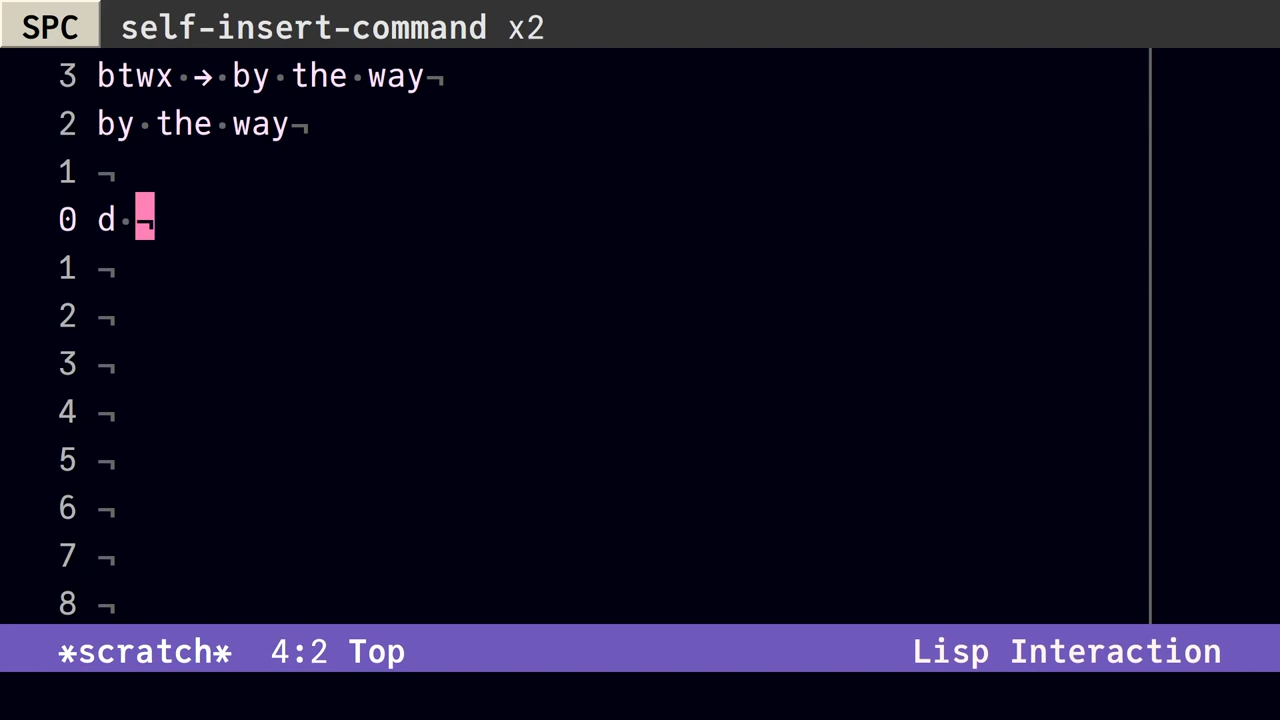 SPC self-insert-command x2
3 btwx·→·by·the·way¬
2 by·the·way¬
1 ¬
0 d·¬
1 ¬
2 ¬
3 ¬
4 ¬
5 ¬
6 ¬
7 ¬
8 ¬
*scratch* 4:2 Top Lisp Interaction